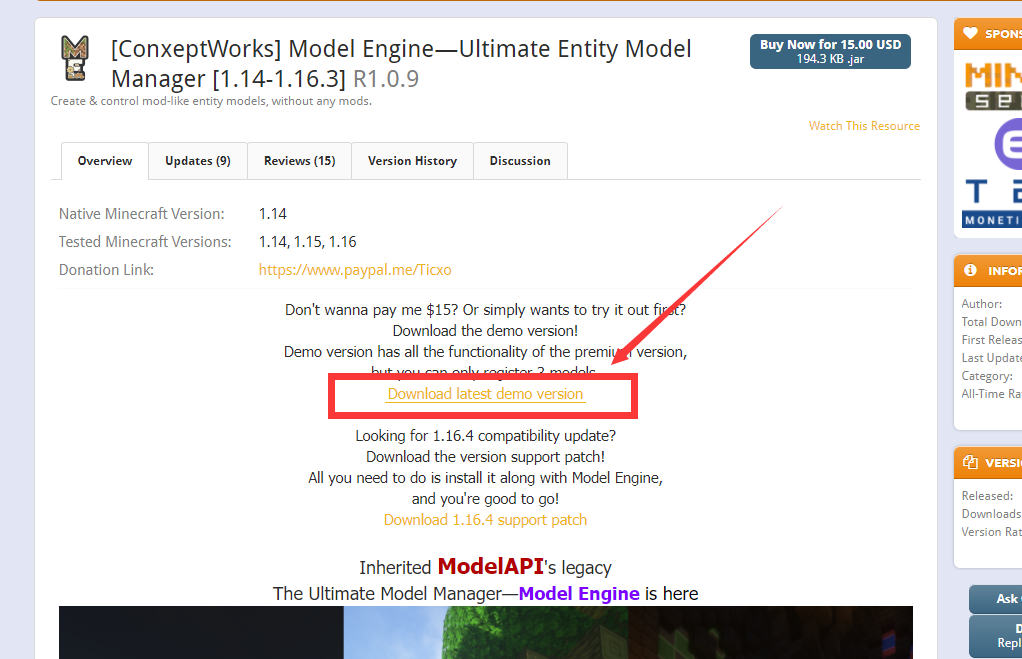 [ConxeptWorks] Model Engine—Ultimate Entity Model
Manager [1.14-1.16.3] R1.0.9
Create & control mod-like entity models, without any mods.
Buy Now for 15.00 USD
194.3 KB .jar
Watch This Resource
Overview
Updates (9)
Reviews (15)
Version History
Discussion
Native Minecraft Version: 1.14
Tested Minecraft Versions: 1.14, 1.15, 1.16
Donation Link: https://www.paypal.me/Ticxo
Don't wanna pay me $15? Or simply wants to try it out first?
Download the demo version!
Demo version has all the functionality of the premium version,
but you can only register 3 models.
Download latest demo version
Looking for 1.16.4 compatibility update?
Download the version support patch!
All you need to do is install it along with Model Engine,
and you're good to go!
Download 1.16.4 support patch
Inherited ModelAPI's legacy
The Ultimate Model Manager—Model Engine is here
SPONS
MIN
SE
T
MONETI
INFOR
Author:
Total Down
First Releas
Last Update
Category:
All-Time Ra
VERSI
Released:
Downloads
Version Rat
Ask
D
Repl